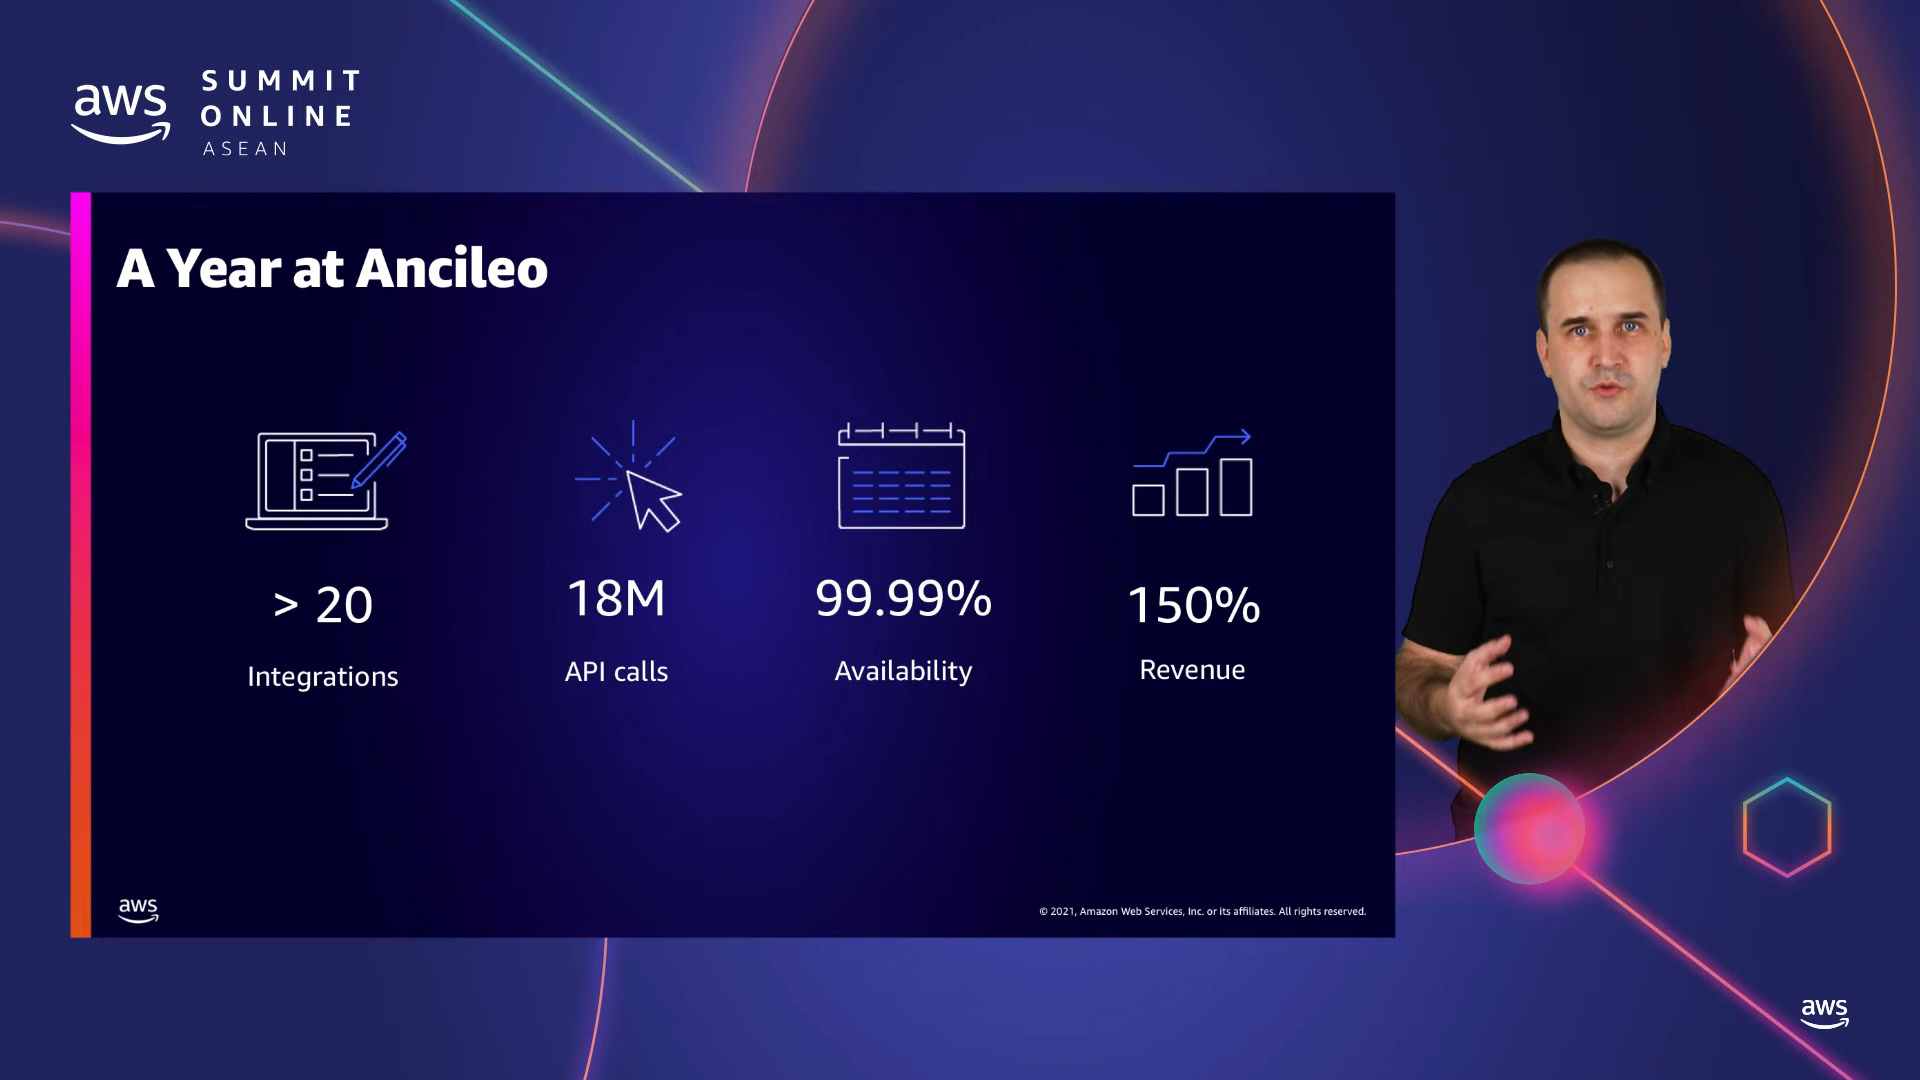 aws
SUMMIT
ONLINE
ASEAN
A Year at Ancileo
> 20
Integrations
18M
API calls
99.99%
Availability
150%
Revenue
aws
© 2021, Amazon Web Services, Inc. or its affiliates. All rights reserved.
aws